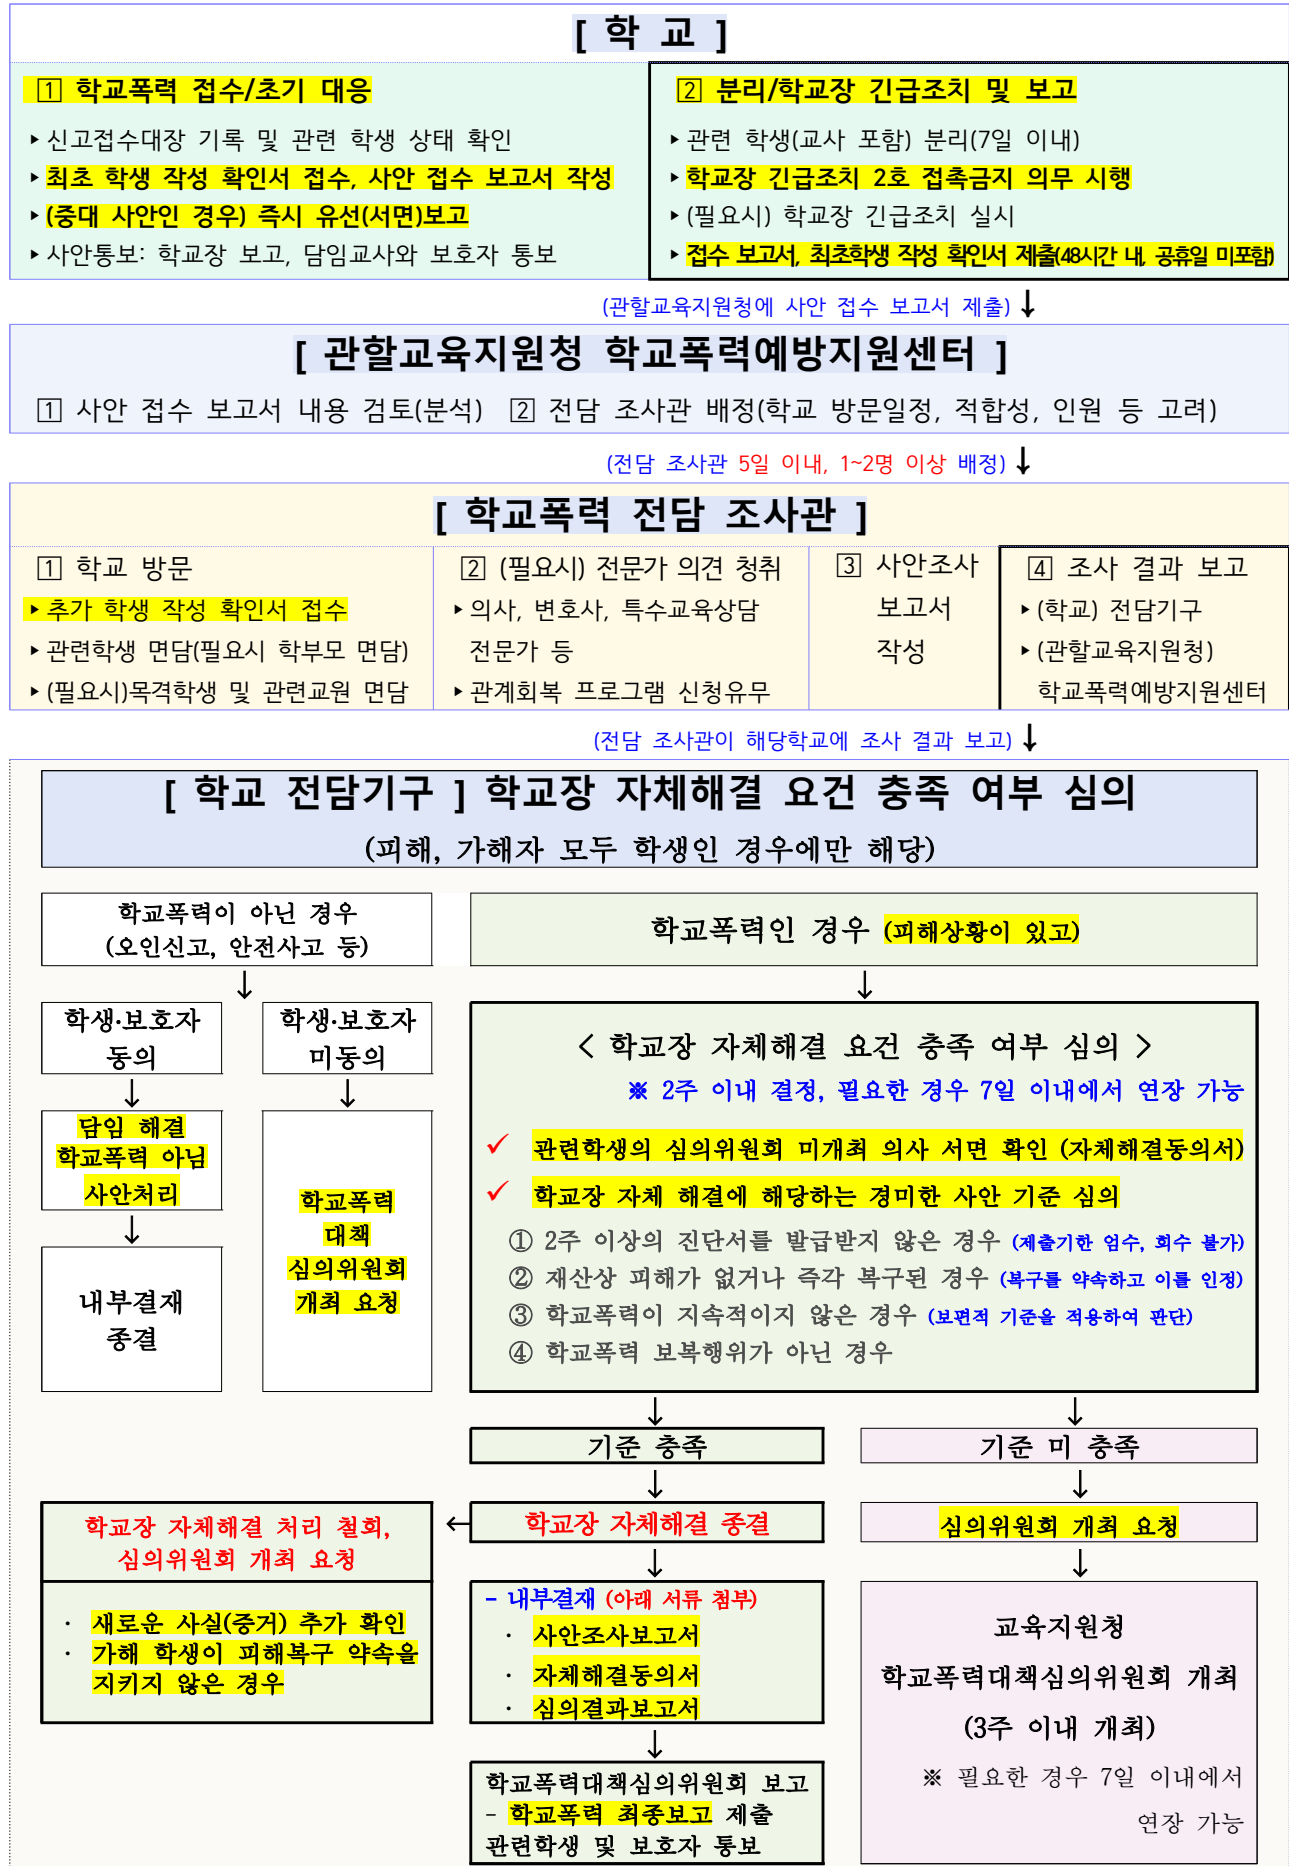 [ 학 교 ]
1 학교폭력 접수/초기 대응
▸신고접수대장 기록 및 관련 학생 상태 확인
▸최초 학생 작성 확인서 접수, 사안 접수 보고서 작성
▸(중대 사안인 경우) 즉시 유선(서면)보고
▸사안통보: 학교장 보고, 담임교사와 보호자 통보
2 분리/학교장 긴급조치 및 보고
▸관련 학생(교사 포함) 분리(7일 이내)
▸학교장 긴급조치 2호 접촉금지 의무 시행
▸(필요시) 학교장 긴급조치 실시
▸접수 보고서, 최초학생 작성 확인서 제출(48시간 내, 공휴일 미포함)
(관할교육지원청에 사안 접수 보고서 제출) ↓
[ 관할교육지원청 학교폭력예방지원센터 ]
1 사안 접수 보고서 내용 검토(분석) 2 전담 조사관 배정(학교 방문일정, 적합성, 인원 등 고려)
(전담 조사관 5일 이내, 1~2명 이상 배정) ↓
[ 학교폭력 전담 조사관 ]
1 학교 방문
▸추가 학생 작성 확인서 접수
▸관련학생 면담(필요시 학부모 면담)
▸(필요시)목격학생 및 관련교원 면담
2 (필요시) 전문가 의견 청취
▸의사, 변호사, 특수교육상담
전문가 등
▸관계회복 프로그램 신청유무
3 사안조사
보고서
작성
4 조사 결과 보고
▸(학교) 전담기구
▸(관할교육지원청)
학교폭력예방지원센터
(전담 조사관이 해당학교에 조사 결과 보고) ↓
[ 학교 전담기구 ] 학교장 자체해결 요건 충족 여부 심의
(피해, 가해자 모두 학생인 경우에만 해당)
학교폭력이 아닌 경우
(오인신고, 안전사고 등)
↓
학생·보호자
동의
↓
담임 해결
학교폭력 아님
사안처리
↓
내부결재
종결
학생·보호자
미동의
↓
학교폭력
대책
심의위원회
개최 요청
학교폭력인 경우 (피해상황이 있고)
↓
< 학교장 자체해결 요건 충족 여부 심의 >
※ 2주 이내 결정, 필요한 경우 7일 이내에서 연장 가능
✓ 관련학생의 심의위원회 미개최 의사 서면 확인 (자체해결동의서)
✓ 학교장 자체 해결에 해당하는 경미한 사안 기준 심의
① 2주 이상의 진단서를 발급받지 않은 경우 (제출기한 엄수, 회수 불가)
② 재산상 피해가 없거나 즉각 복구된 경우 (복구를 약속하고 이를 인정)
③ 학교폭력이 지속적이지 않은 경우 (보편적 기준을 적용하여 판단)
④ 학교폭력 보복행위가 아닌 경우
↓
기준 충족
↓
학교장 자체해결 종결
←
학교장 자체해결 처리 철회,
심의위원회 개최 요청
· 새로운 사실(증거) 추가 확인
· 가해 학생이 피해복구 약속을
지키지 않은 경우
↓
- 내부결재 (아래 서류 첨부)
· 사안조사보고서
· 자체해결동의서
· 심의결과보고서
↓
학교폭력대책심의위원회 보고
- 학교폭력 최종보고 제출
관련학생 및 보호자 통보
↓
기준 미 충족
↓
심의위원회 개최 요청
↓
교육지원청
학교폭력대책심의위원회 개최
(3주 이내 개최)
※ 필요한 경우 7일 이내에서
연장 가능